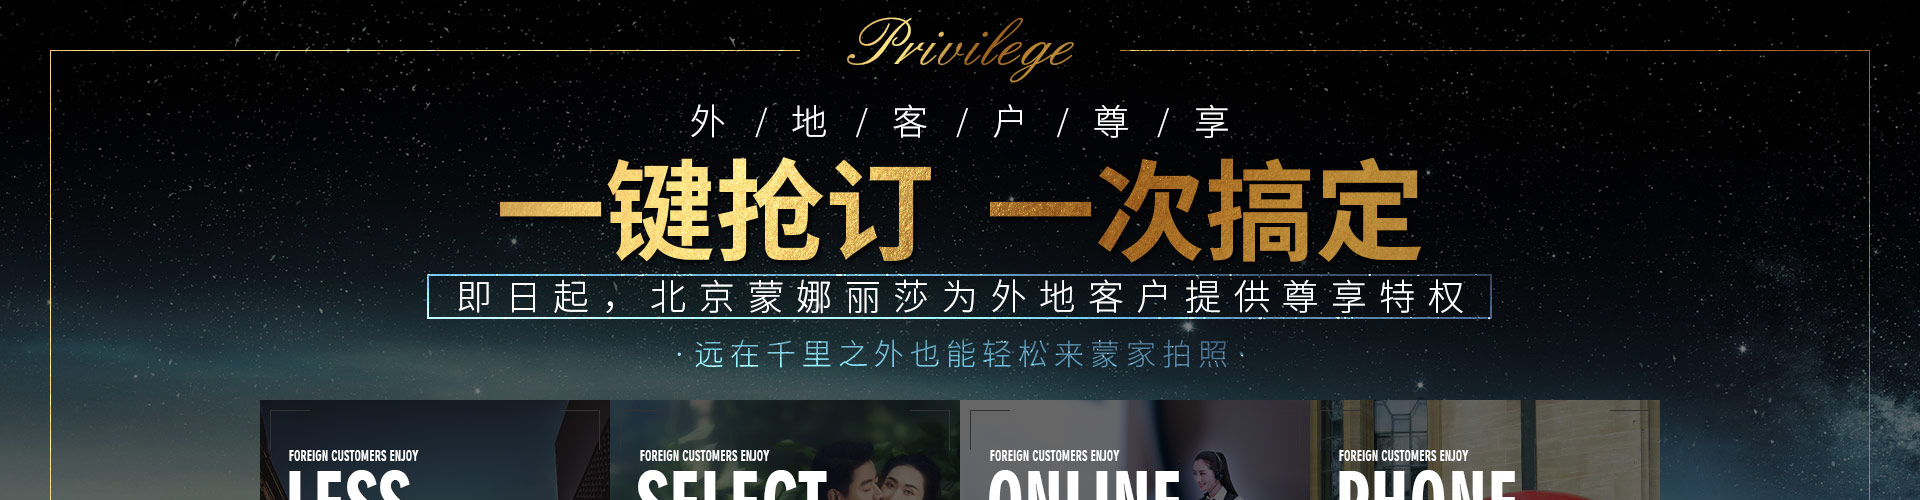 Privilege
外/地/客/户/尊/享
一键抢订 一次搞定
即日起，北京蒙娜丽莎为外地客户提供尊享特权
·远在千里之外也能轻松来蒙家拍照·
FOREIGN CUSTOMERS ENJOY
LESS
FOREIGN CUSTOMERS ENJOY
SELECT
FOREIGN CUSTOMERS ENJOY
ONLINE
FOREIGN CUSTOMERS ENJOY
PHONE